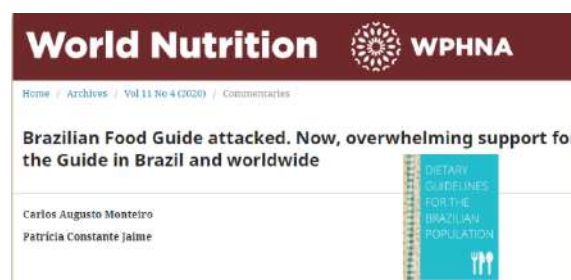 World Nutrition WPHNA
Home / Archives / Vol 11 No 4 (2020) / Commentaries
Brazilian Food Guide attacked. Now, overwhelming support fo
the Guide in Brazil and worldwide
DIETARY
GUIDELINES
FOR THE
BRAZILIAN
POPULATION
Carlos Augusto Monteiro
Patrícia Constante Jaime